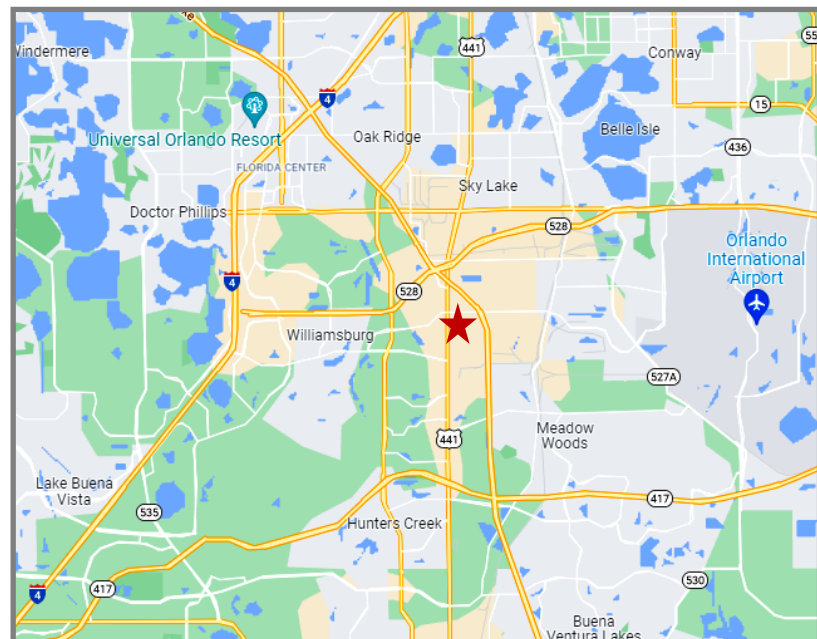 Windermere
441
Conway
4
15
Universal Orlando Resort
Oak Ridge
Belle Isle
436
FLORIDA CENTER
Sky Lake
Doctor Phillips
528
Orlando
International
Airport
4
528
Williamsburg
527A
441
Meadow
Woods
Lake Buena
Vista
535
417
Hunters Creek
417
4
530
Buena
Ventura Lakes